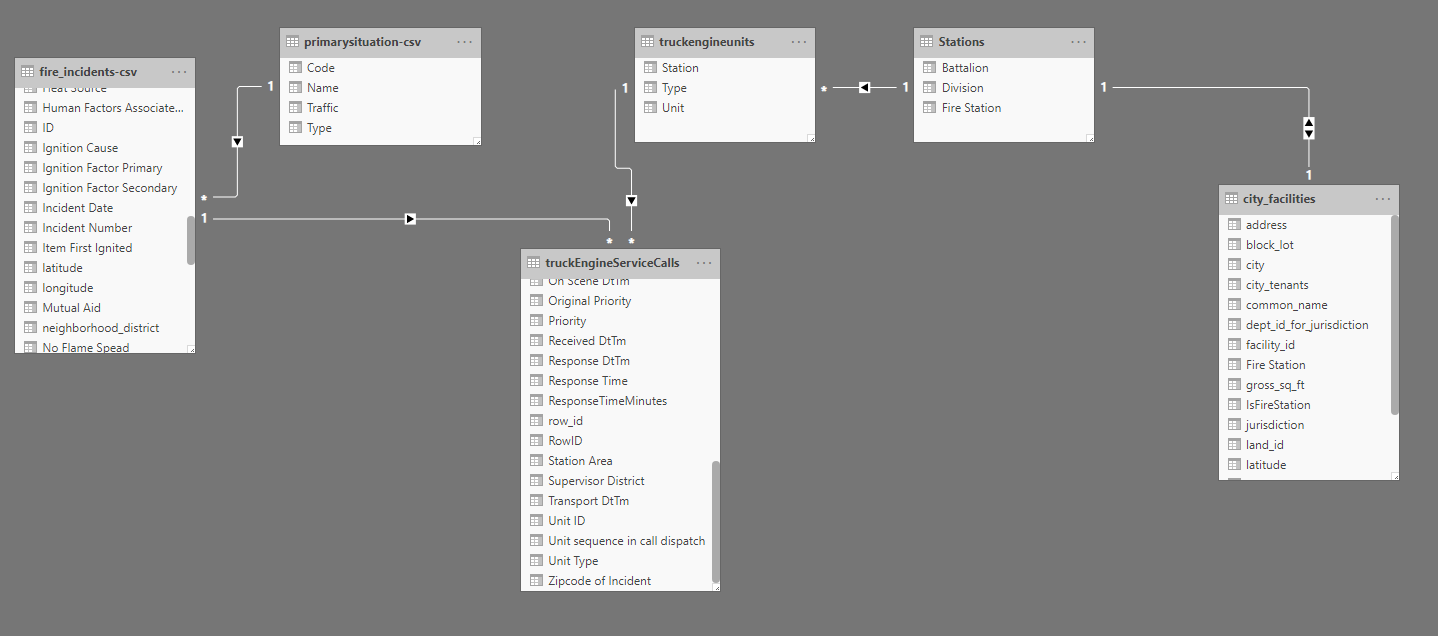 fire_incidents-csv
...
Heat Source
Human Factors Associate...
ID
Ignition Cause
Ignition Factor Primary
Ignition Factor Secondary
Incident Date
Incident Number
Item First Ignited
latitude
longitude
Mutual Aid
neighborhood_district
No Flame Spead
primarysituation-csv
...
Code
Name
Traffic
Type
1
*
1
truckEngineServiceCalls
...
On Scene DtTm
Original Priority
Priority
Received DtTm
Response DtTm
Response Time
ResponseTimeMinutes
row_id
RowID
Station Area
Supervisor District
Transport DtTm
Unit ID
Unit sequence in call dispatch
Unit Type
Zipcode of Incident
*
*
1
truckengineunits
...
Station
Type
Unit
*
1
Stations
...
Battalion
Division
Fire Station
1
1
city_facilities
...
address
block_lot
city
city_tenants
common_name
dept_id_for_jurisdiction
facility_id
Fire Station
gross_sq_ft
IsFireStation
jurisdiction
land_id
latitude